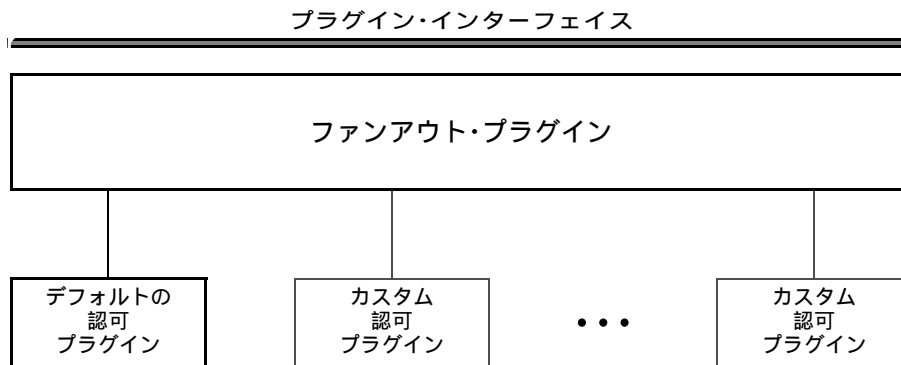 プラグイン・インターフェイス
ファンアウト・プラグイン
デフォルトの
認可
プラグイン
カスタム
認可
プラグイン
• • •
カスタム
認可
プラグイン